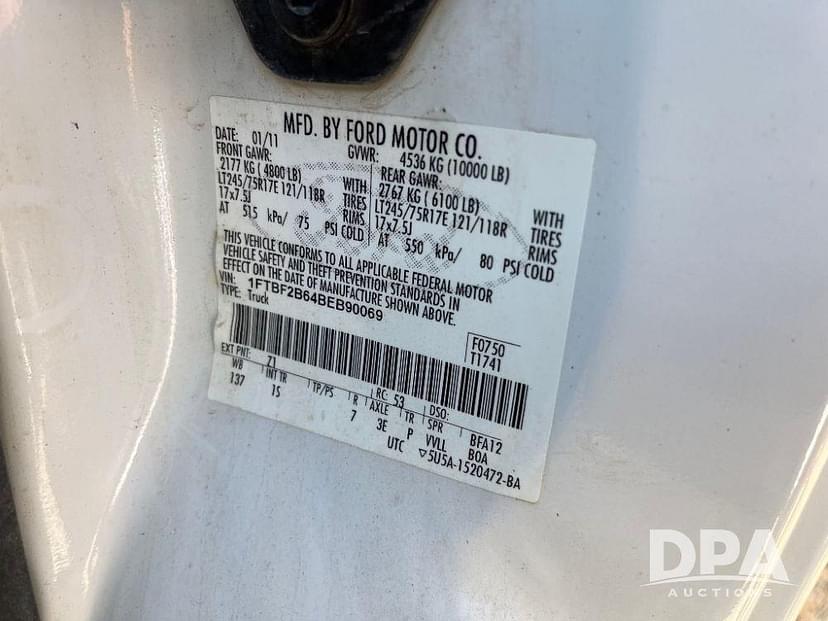 MFD. BY FORD MOTOR CO.
DATE: 01/11 GVWR: 4536 KG (10000 LB)
FRONT GAWR: REAR GAWR:
2177 KG (4800 LB) WITH 2767 KG (6100 LB) WITH
LT245/75R17E 121/118R TIRES LT245/75R17E 121/118R TIRES
17x7.5J RIMS 17x7.5J RIMS
AT 515 kPa/ 75 PSI COLD AT 550 kPa/ 80 PSI COLD
THIS VEHICLE CONFORMS TO ALL APPLICABLE FEDERAL MOTOR
VEHICLE SAFETY AND THEFT PREVENTION STANDARDS IN
EFFECT ON THE DATE OF MANUFACTURE SHOWN ABOVE.
VIN: 1FTBF2B64BEB90069
TYPE: Truck
F0750
T1741
EXT PNT: Z1 RC: 53 DSO:
WB INT TR TP/PS R AXLE TR SPR BFA12
137 15 7 3E P VVLL BOA
UTC ▽5U5A-1520472-BA
DPA
AUCTIONS